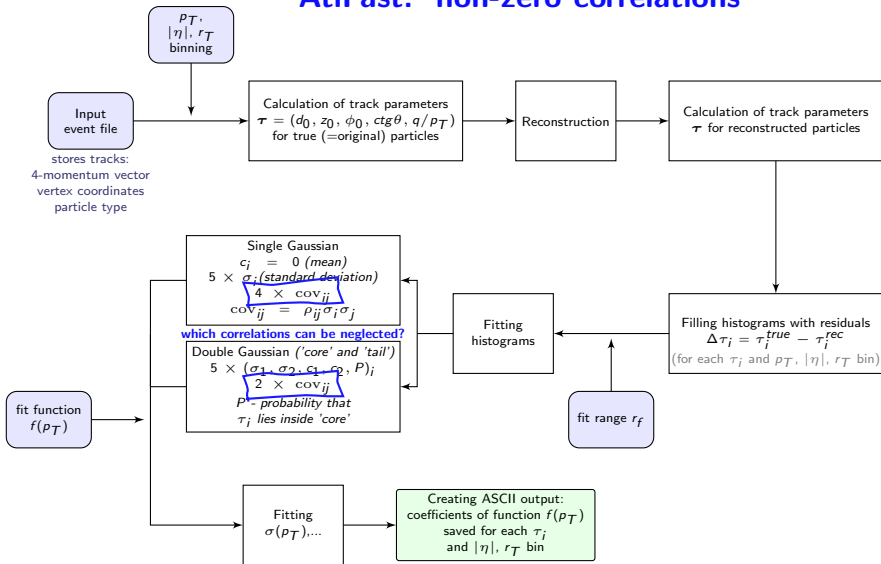 AtlFast: non-zero correlations
p_T,
|η|, r_T
binning
Input
event file
stores tracks:
4-momentum vector
vertex coordinates
particle type
Calculation of track parameters
τ = (d_0, z_0, ϕ_0, ctgθ, q/p_T)
for true (=original) particles
Reconstruction
Calculation of track parameters
τ for reconstructed particles
Single Gaussian
c_i = 0 (mean)
5 × σ_i (standard deviation)
4 × cov_ij
cov_ij = ρ_ij σ_i σ_j
which correlations can be neglected?
Double Gaussian ('core' and 'tail')
5 × (σ_1, σ_2, c_1, c_2, P)_i
2 × cov_ij
P - probability that
τ_i lies inside 'core'
Fitting
histograms
Filling histograms with residuals
Δτ_i = τ_i^true − τ_i^rec
(for each τ_i and p_T, |η|, r_T bin)
fit range r_f
fit function
f(p_T)
Fitting
σ(p_T),...
Creating ASCII output:
coefficients of function f(p_T)
saved for each τ_i
and |η|, r_T bin